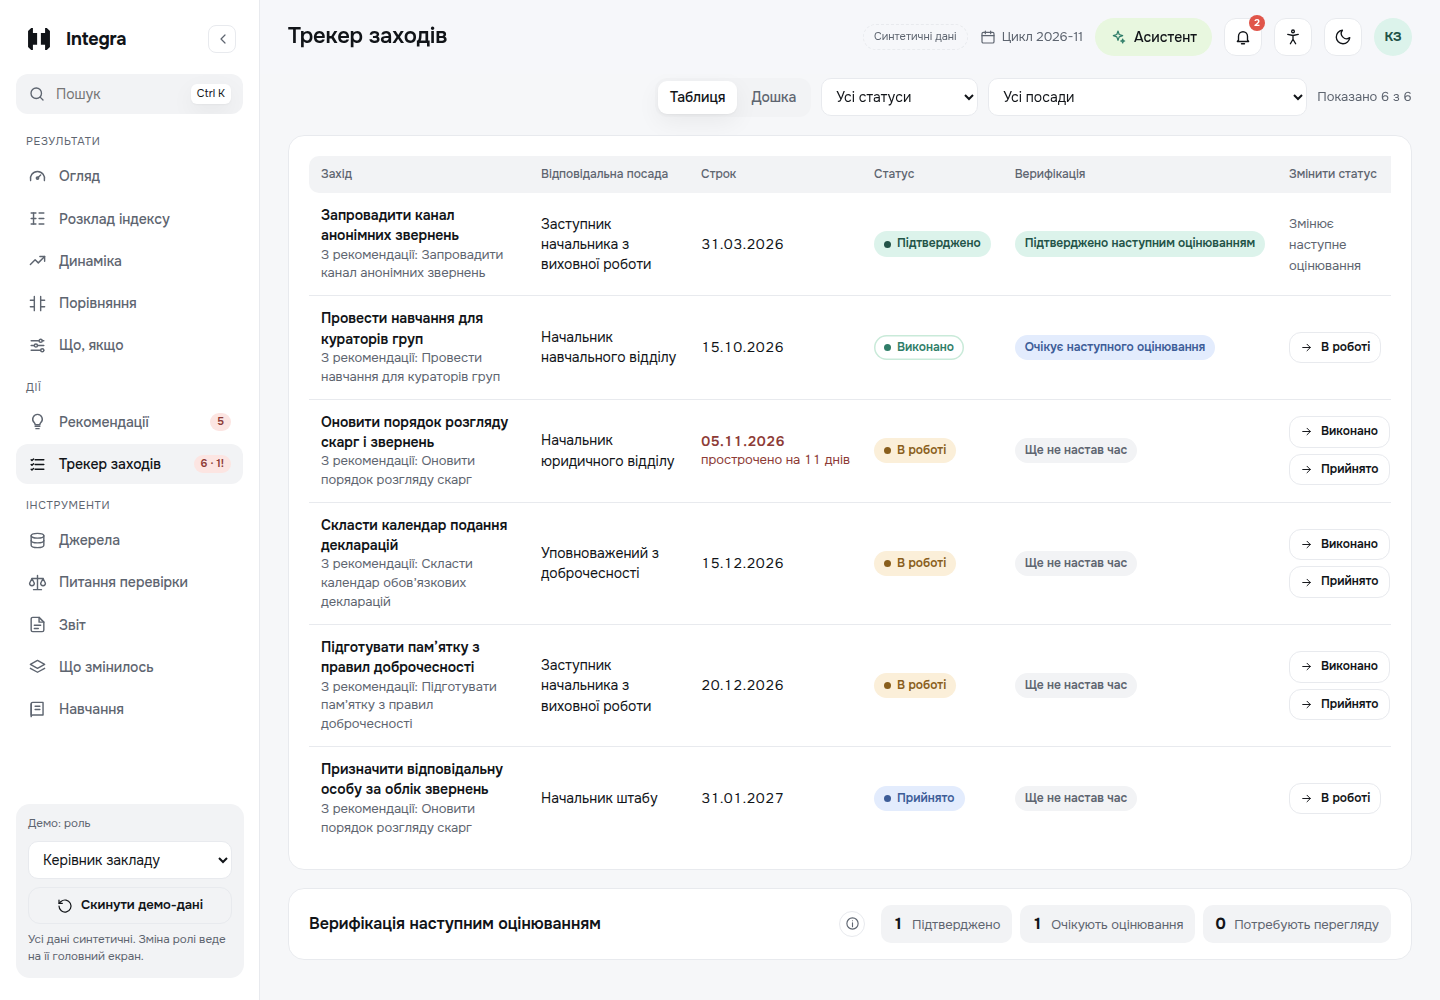 Integra
Пошук
Ctrl K
РЕЗУЛЬТАТИ
Огляд
Розклад індексу
Динаміка
Порівняння
Що, якщо
ДІЇ
Рекомендації
5
Трекер заходів
6 · 1!
ІНСТРУМЕНТИ
Джерела
Питання перевірки
Звіт
Що змінилось
Навчання
Демо: роль
Керівник закладу
Скинути демо-дані
Усі дані синтетичні. Зміна ролі веде
на її головний екран.
Трекер заходів
Синтетичні дані
Цикл 2026-11
Асистент
2
КЗ
Таблиця
Дошка
Усі статуси
Усі посади
Показано 6 з 6
Захід
Відповідальна посада
Строк
Статус
Верифікація
Змінити статус
Запровадити канал
анонімних звернень
З рекомендації: Запровадити
канал анонімних звернень
Заступник
начальника з
виховної роботи
31.03.2026
Підтверджено
Підтверджено наступним оцінюванням
Змінює
наступне
оцінювання
Провести навчання для
кураторів груп
З рекомендації: Провести
навчання для кураторів груп
Начальник
навчального відділу
15.10.2026
Виконано
Очікує наступного оцінювання
→ В роботі
Оновити порядок розгляду
скарг і звернень
З рекомендації: Оновити
порядок розгляду скарг
Начальник
юридичного відділу
05.11.2026
прострочено на 11 днів
В роботі
Ще не настав час
→ Виконано
→ Прийнято
Скласти календар подання
декларацій
З рекомендації: Скласти
календар обов’язкових
декларацій
Уповноважений з
доброчесності
15.12.2026
В роботі
Ще не настав час
→ Виконано
→ Прийнято
Підготувати пам’ятку з
правил доброчесності
З рекомендації: Підготувати
пам’ятку з правил
доброчесності
Заступник
начальника з
виховної роботи
20.12.2026
В роботі
Ще не настав час
→ Виконано
→ Прийнято
Призначити відповідальну
особу за облік звернень
З рекомендації: Оновити
порядок розгляду скарг
Начальник штабу
31.01.2027
Прийнято
Ще не настав час
→ В роботі
Верифікація наступним оцінюванням
1 Підтверджено
1 Очікують оцінювання
0 Потребують перегляду